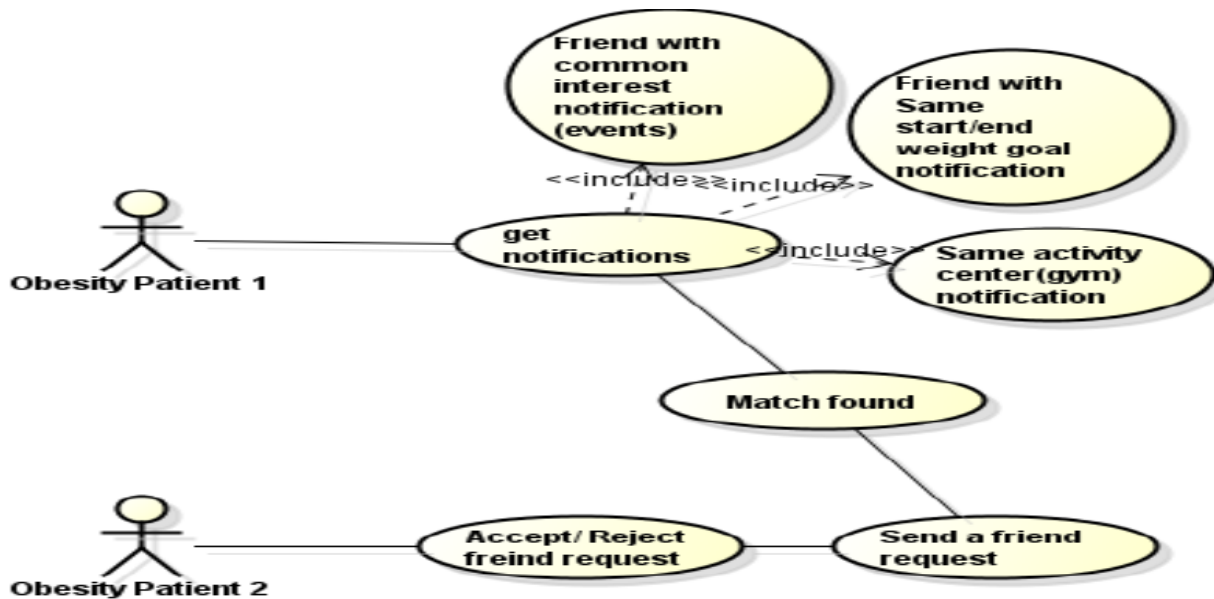 Friend with
common
interest
notification
(events)
Friend with
Same
start/end
weight goal
notification
<<include>>
<<include>>
get
notifications
<<include>>
Same activity
center(gym)
notification
Obesity Patient 1
Match found
Accept/ Reject
freind request
Send a friend
request
Obesity Patient 2